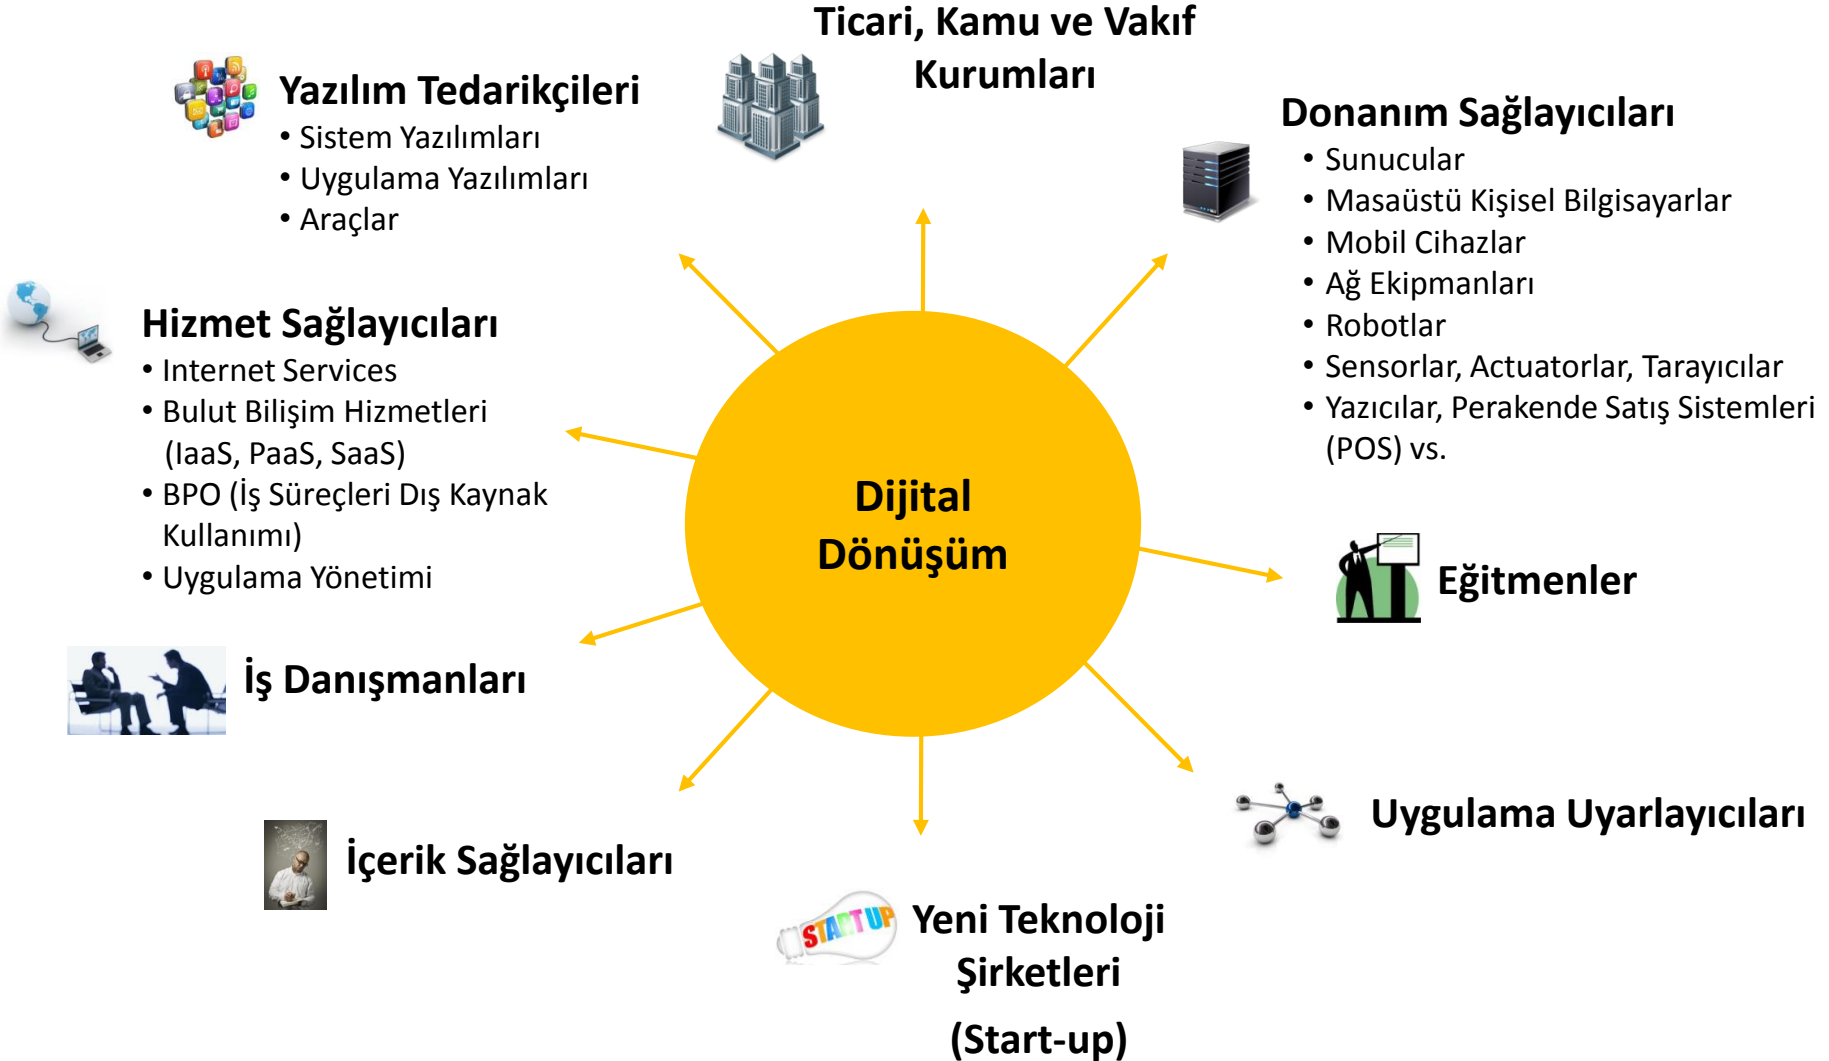 Ticari, Kamu ve Vakıf
Kurumları
Yazılım Tedarikçileri
• Sistem Yazılımları
• Uygulama Yazılımları
• Araçlar
Donanım Sağlayıcıları
• Sunucular
• Masaüstü Kişisel Bilgisayarlar
• Mobil Cihazlar
• Ağ Ekipmanları
• Robotlar
• Sensorlar, Actuatorlar, Tarayıcılar
• Yazıcılar, Perakende Satış Sistemleri
(POS) vs.
Hizmet Sağlayıcıları
• Internet Services
• Bulut Bilişim Hizmetleri
(IaaS, PaaS, SaaS)
• BPO (İş Süreçleri Dış Kaynak
Kullanımı)
• Uygulama Yönetimi
Dijital
Dönüşüm
Eğitmenler
İş Danışmanları
Uygulama Uyarlayıcıları
İçerik Sağlayıcıları
START UP
Yeni Teknoloji
Şirketleri
(Start-up)